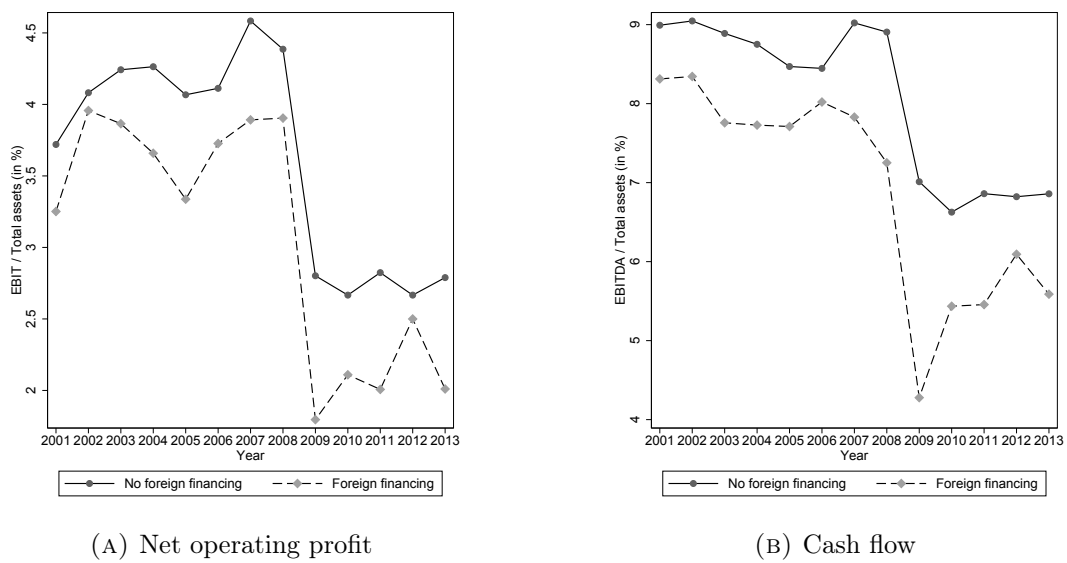 EBIT / Total assets (in %)
4.5
4
3.5
3
2.5
2
2001 2002 2003 2004 2005 2006 2007 2008 2009 2010 2011 2012 2013
Year
No foreign financing Foreign financing
(A) Net operating profit
EBITDA / Total assets (in %)
9
8
7
6
5
4
2001 2002 2003 2004 2005 2006 2007 2008 2009 2010 2011 2012 2013
Year
No foreign financing Foreign financing
(B) Cash flow